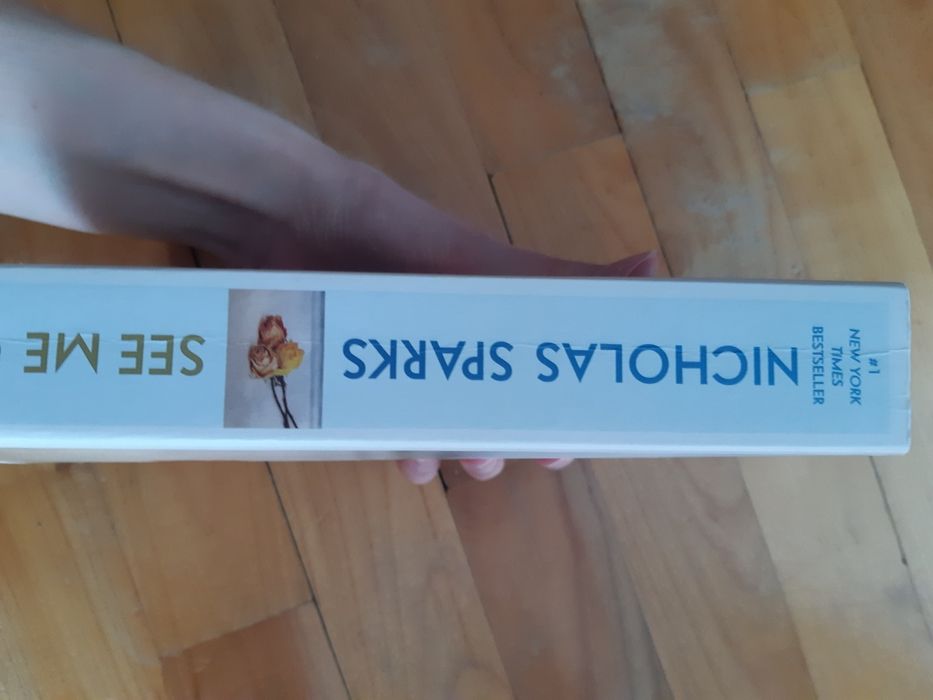 #1
NEW YORK
TIMES
BESTSELLER
NICHOLAS SPARKS
SEE ME